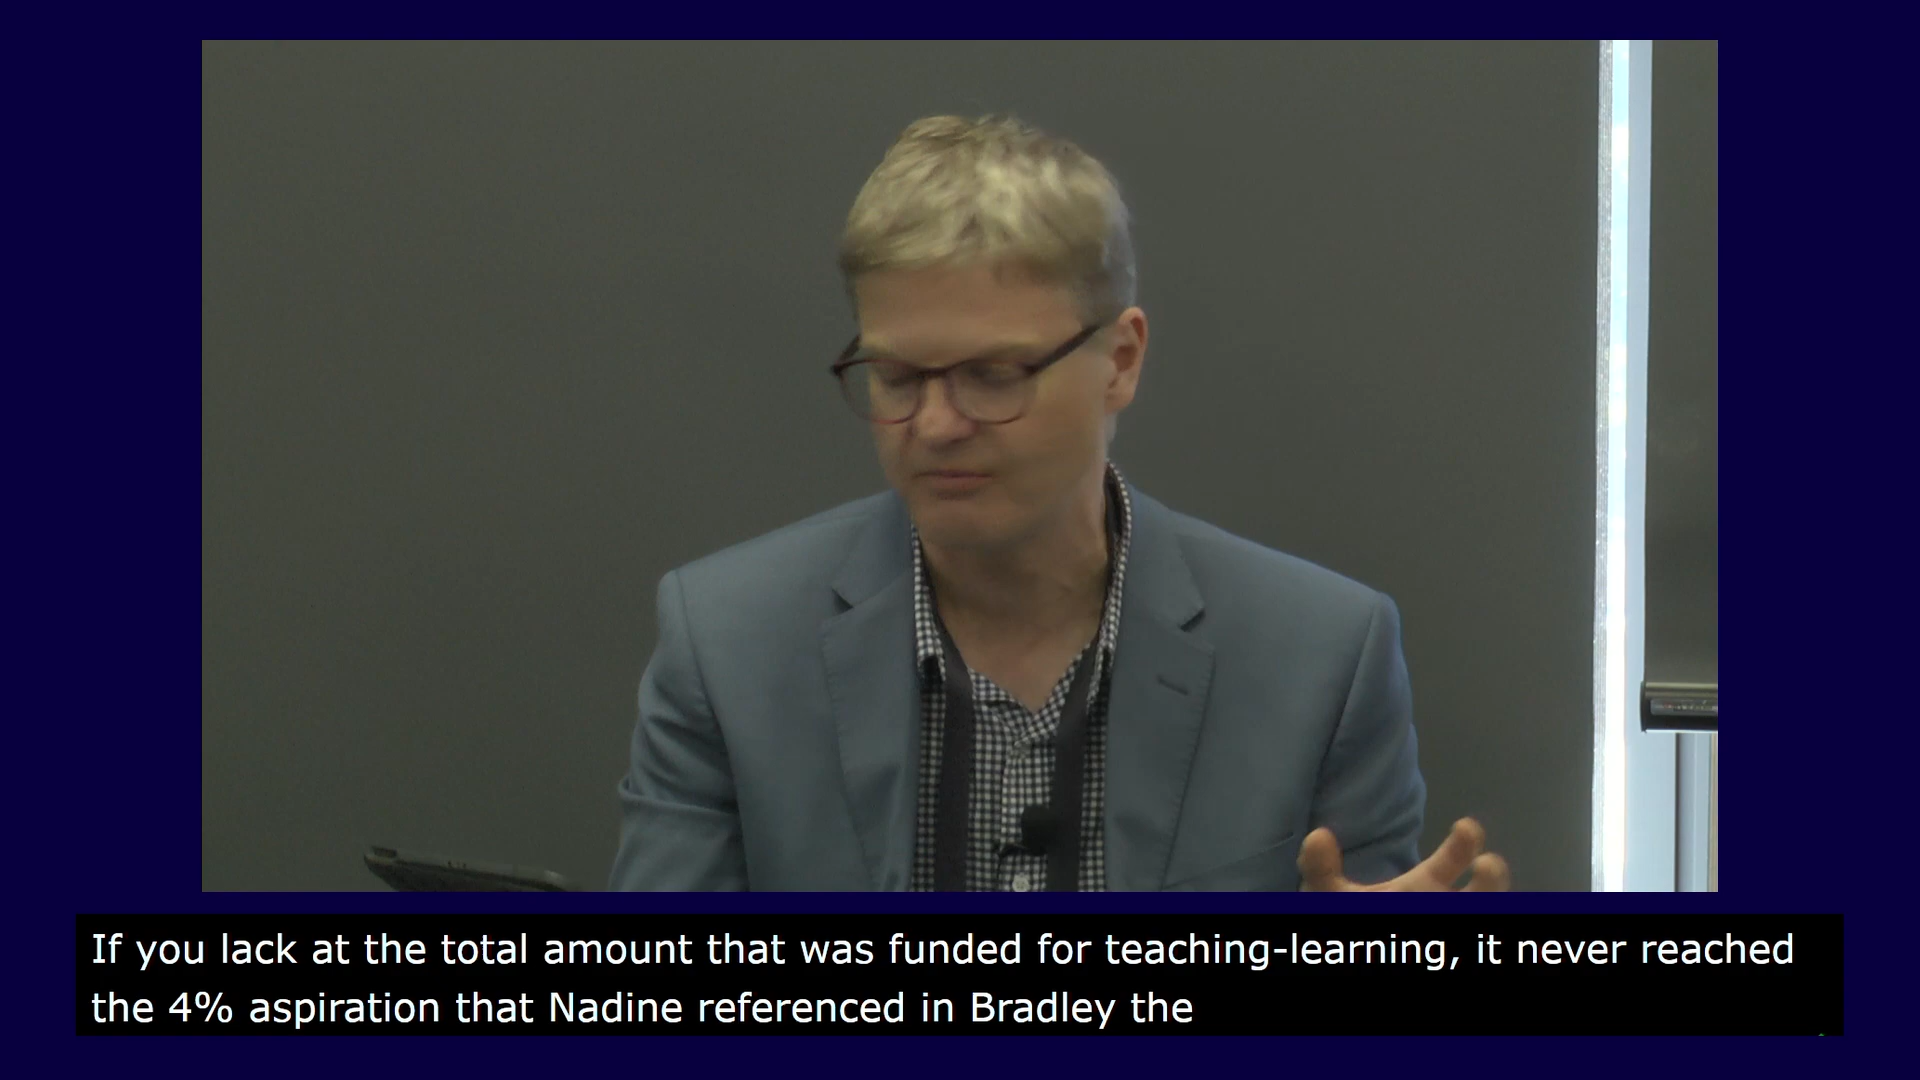 If you lack at the total amount that was funded for teaching-learning, it never reached
the 4% aspiration that Nadine referenced in Bradley the